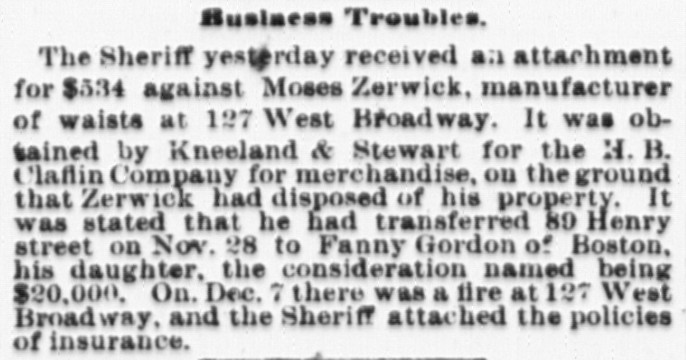 Business Troubles.
The Sheriff yesterday received an attachment
for $534 against Moses Zerwick, manufacturer
of waists at 127 West Broadway. It was ob-
tained by Kneeland & Stewart for the H. B.
Claflin Company for merchandise, on the ground
that Zerwick had disposed of his property. It
was stated that he had transferred 89 Henry
street on Nov. 28 to Fanny Gordon of Boston,
his daughter, the consideration named being
$20,000. On. Dec. 7 there was a fire at 127 West
Broadway, and the Sheriff attached the policies
of insurance.